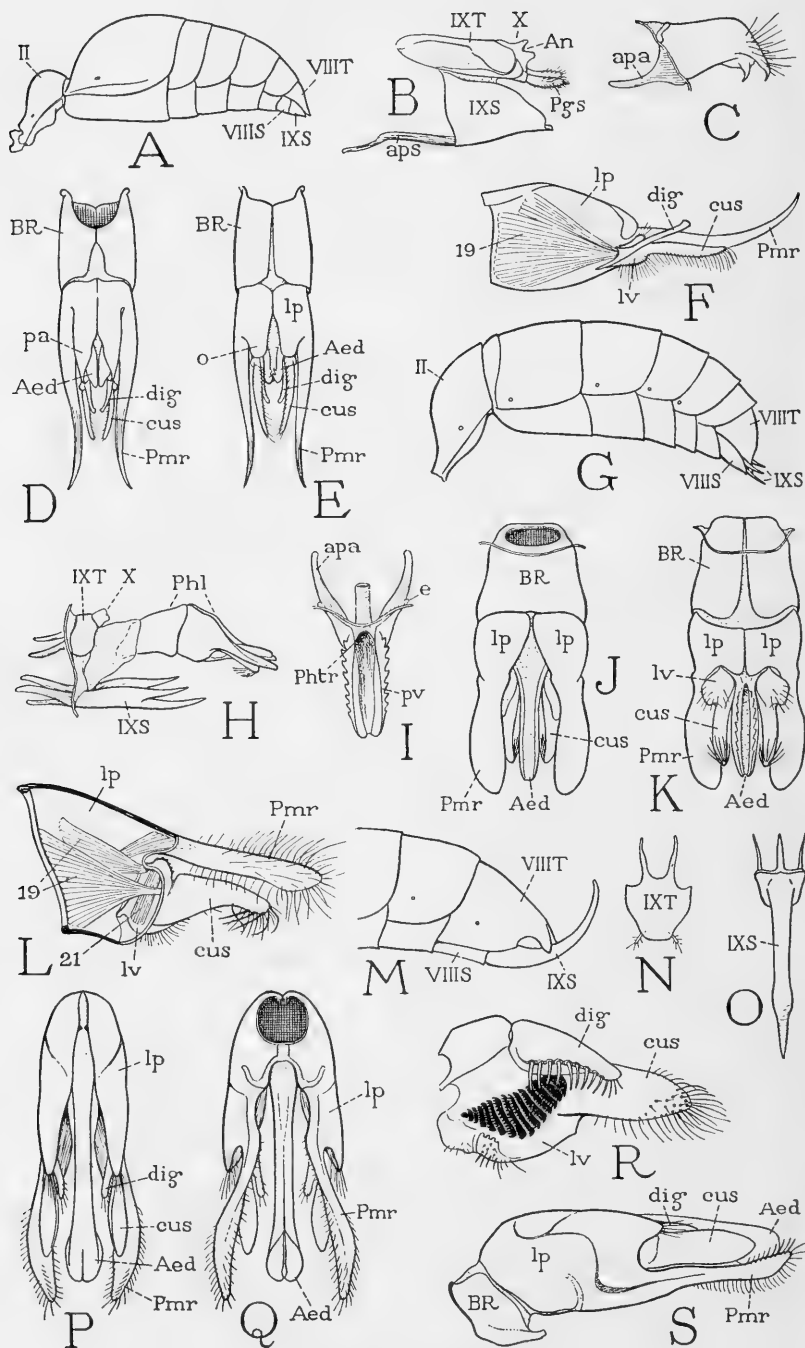 II
VIIIT
VIIIS
IXS
A
IXT
X
An
B
Pgs
IXS
aps
apa
C
BR
pa
Aed
dig
cus
Pmr
D
BR
lp
o
Aed
dig
cus
Pmr
E
lp
dig
cus
Pmr
19
lv
F
II
VIIIT
VIIIS
IXS
G
IXT
X
Phl
IXS
H
apa
e
Phtr
pv
I
BR
lp
lp
J
cus
Pmr
Aed
BR
lp
lp
lv
cus
Pmr
K
Aed
lp
Pmr
19
21
lv
cus
L
VIIIT
VIIIS
IXS
M
IXT
N
IXS
O
lp
dig
cus
Aed
Pmr
P
lp
Pmr
Aed
Q
dig
cus
lv
R
dig
cus
Aed
lp
BR
Pmr
S